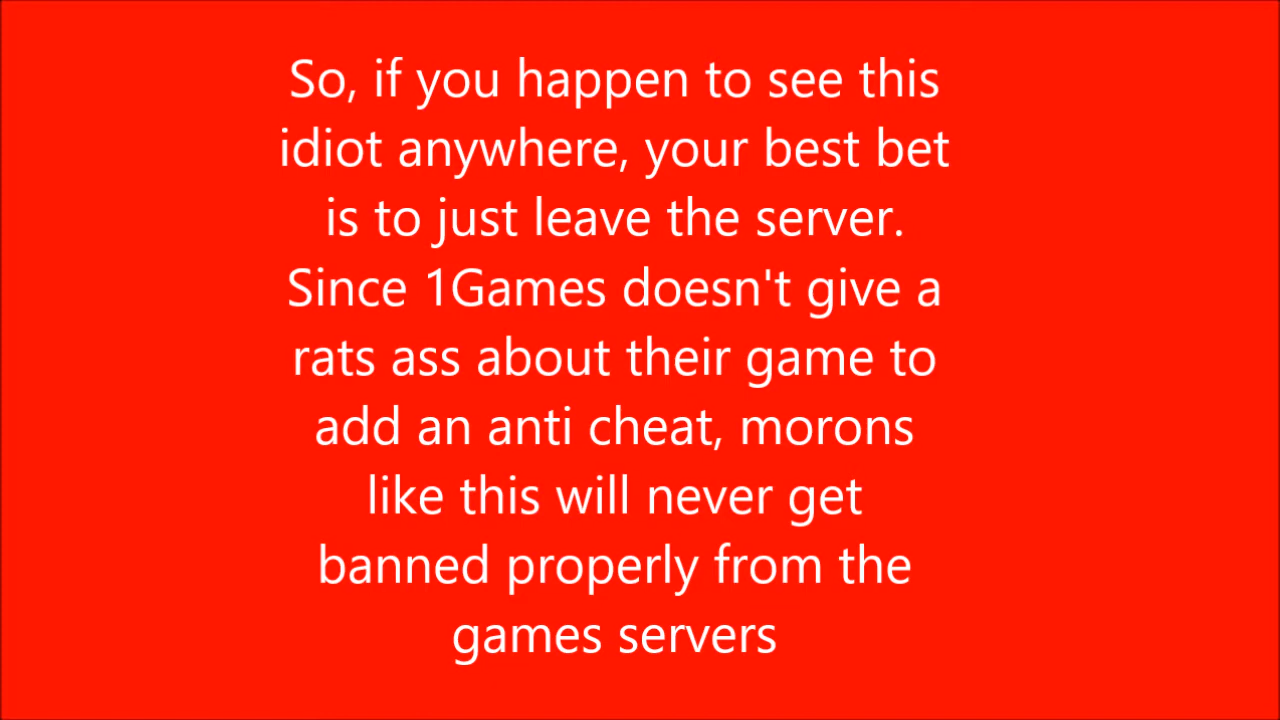 So, if you happen to see this
idiot anywhere, your best bet
is to just leave the server.
Since 1Games doesn't give a
rats ass about their game to
add an anti cheat, morons
like this will never get
banned properly from the
games servers